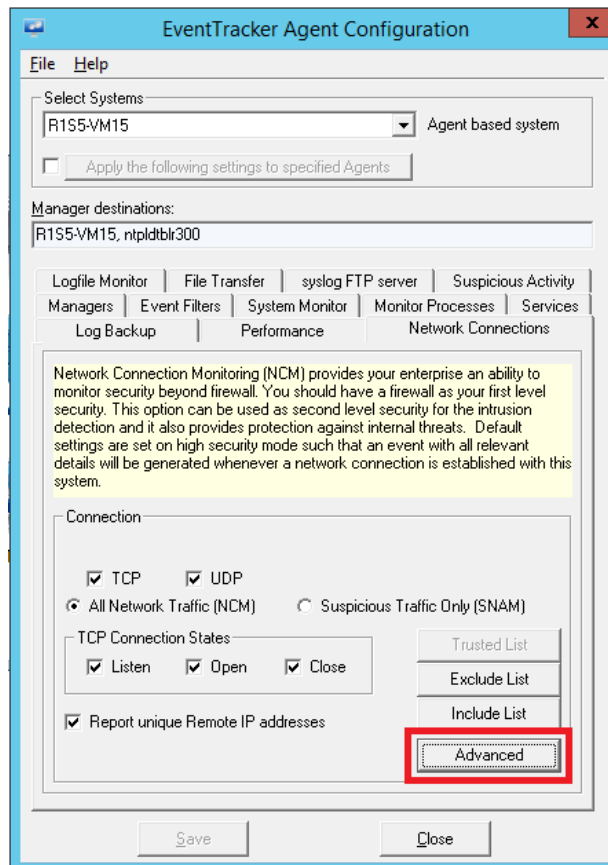 EventTracker Agent Configuration
x
File Help
Select Systems
R1S5-VM15
Agent based system
Apply the following settings to specified Agents
Manager destinations:
R1S5-VM15, ntpldtblr300
Logfile Monitor File Transfer syslog FTP server Suspicious Activity
Managers Event Filters System Monitor Monitor Processes Services
Log Backup Performance Network Connections
Network Connection Monitoring (NCM) provides your enterprise an ability to
monitor security beyond firewall. You should have a firewall as your first level
security. This option can be used as second level security for the intrusion
detection and it also provides protection against internal threats. Default
settings are set on high security mode such that an event with all relevant
details will be generated whenever a network connection is established with this
system.
Connection
TCP UDP
All Network Traffic (NCM) Suspicious Traffic Only (SNAM)
TCP Connection States
Listen Open Close
Trusted List
Exclude List
Include List
Report unique Remote IP addresses
Advanced
Save Close